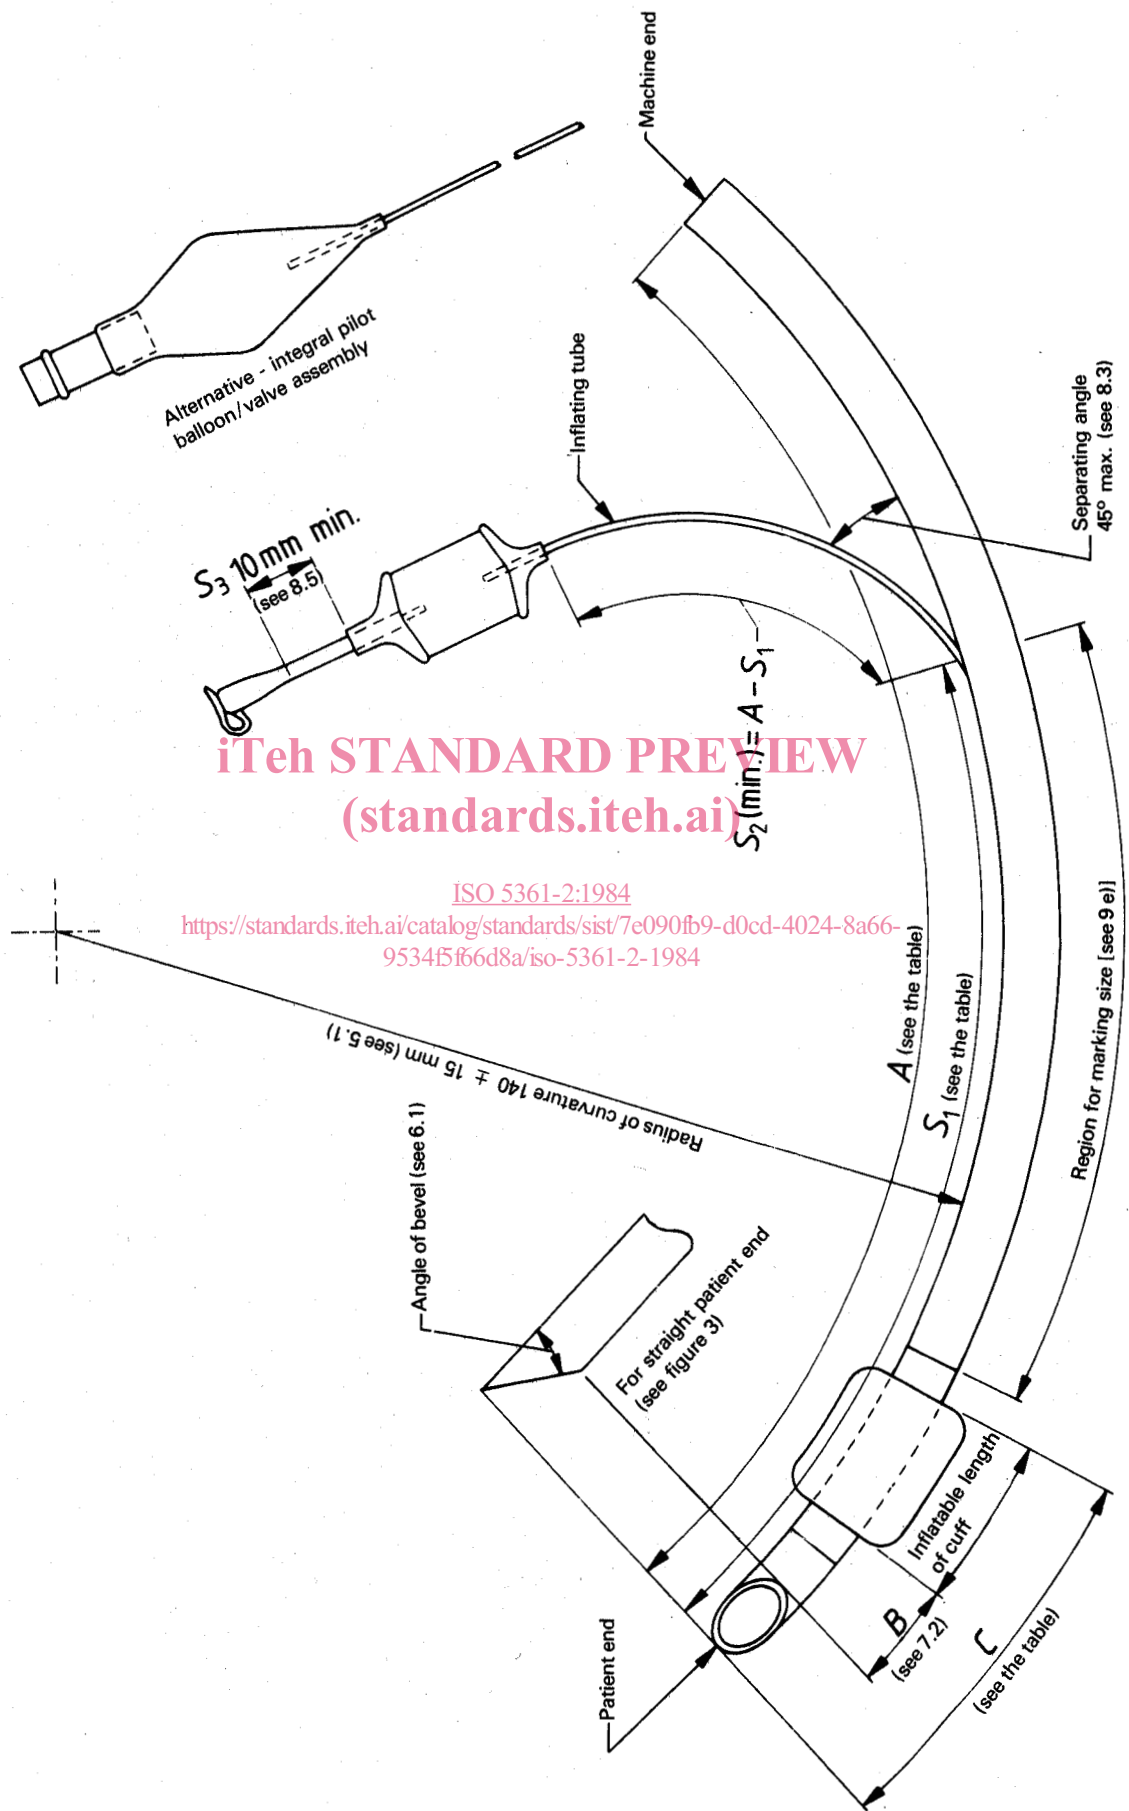 Machine end
Alternative - integral pilot
balloon/valve assembly
Inflating tube
Separating angle
45° max. (see 8.3)
S3 10 mm min.
(see 8.5)
S2 (min.) = A - S1
iTeh STANDARD PREVIEW
(standards.iteh.ai)
ISO 5361-2:1984
https://standards.iteh.ai/catalog/standards/sist/7e090fb9-d0cd-4024-8a66-
9534f5f66d8a/iso-5361-2-1984
A (see the table)
S1 (see the table)
Region for marking size [see 9 e)]
Radius of curvature 140 ± 15 mm (see 5.1)
Angle of bevel (see 6.1)
For straight patient end
(see figure 3)
Inflatable length
of cuff
B
(see 7.2)
C
(see the table)
Patient end